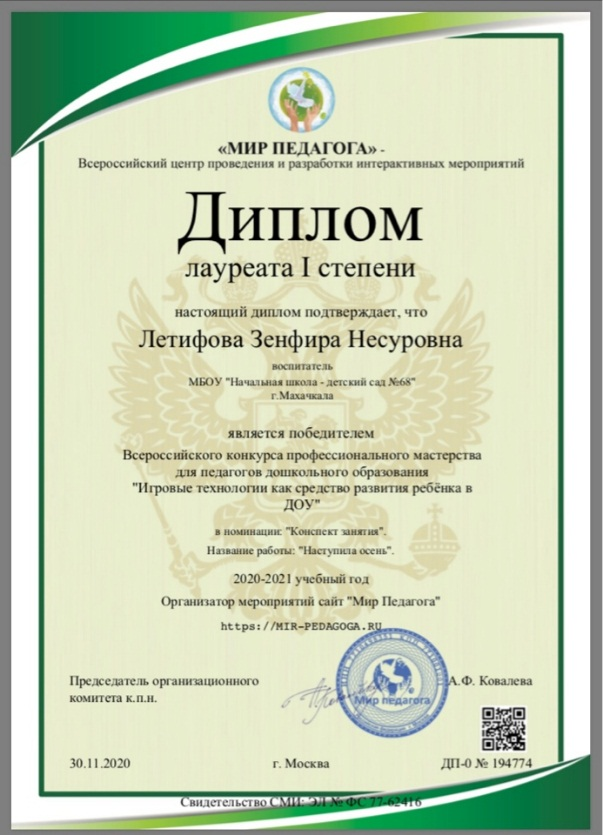 «МИР ПЕДАГОГА» -
Всероссийский центр проведения и разработки интерактивных мероприятий
Диплом
лауреата I степени
настоящий диплом подтверждает, что
Летифова Зенфира Несуровна
воспитатель
МБОУ "Начальная школа - детский сад №68"
г.Махачкала
является победителем
Всероссийского конкурса профессионального мастерства
для педагогов дошкольного образования
"Игровые технологии как средство развития ребёнка в
ДОУ"
в номинации: "Конспект занятия".
Название работы: "Наступила осень".
2020-2021 учебный год
Организатор мероприятий сайт "Мир Педагога"
https://MIR-PEDAGOGA.RU
Председатель организационного
комитета к.п.н.
Мир педагога
А.Ф. Ковалева
30.11.2020
г. Москва
ДП-0 № 194774
Свидетельство СМИ: ЭЛ № ФС 77-62416